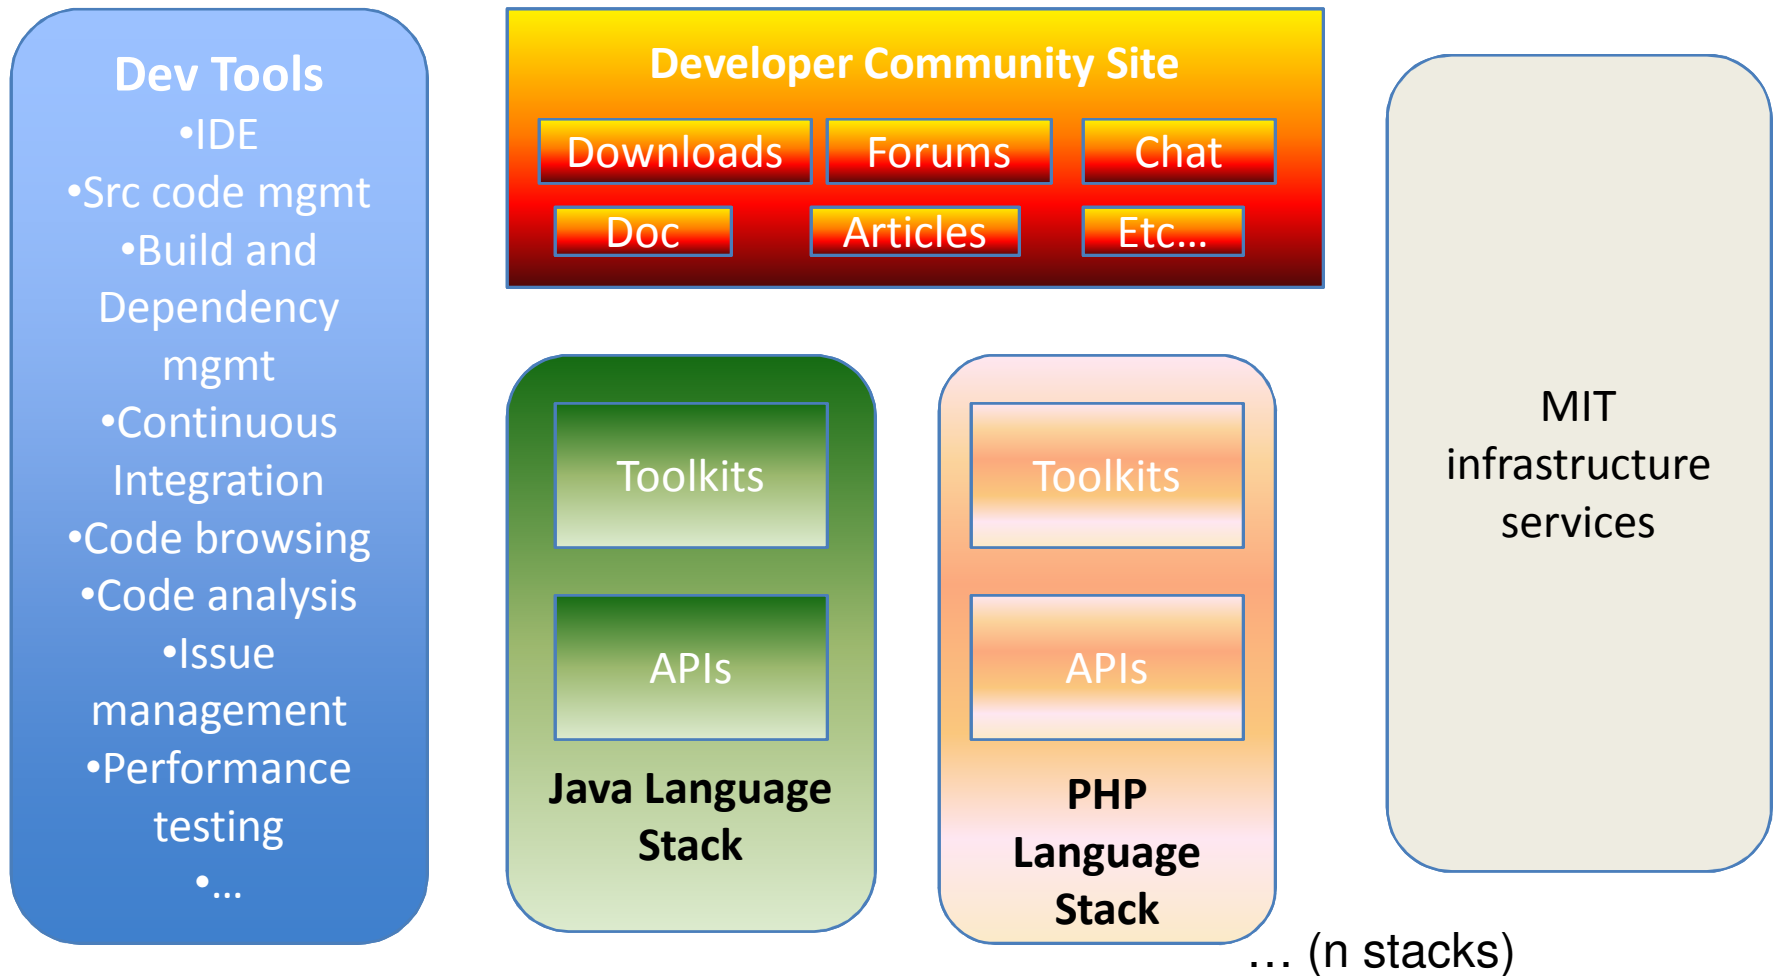 Dev Tools
•IDE
•Src code mgmt
•Build and
Dependency
mgmt
•Continuous
Integration
•Code browsing
•Code analysis
•Issue
management
•Performance
testing
•...
Developer Community Site
Downloads
Forums
Chat
Doc
Articles
Etc...
Toolkits
APIs
Java Language
Stack
Toolkits
APIs
PHP
Language
Stack
MIT
infrastructure
services
... (n stacks)